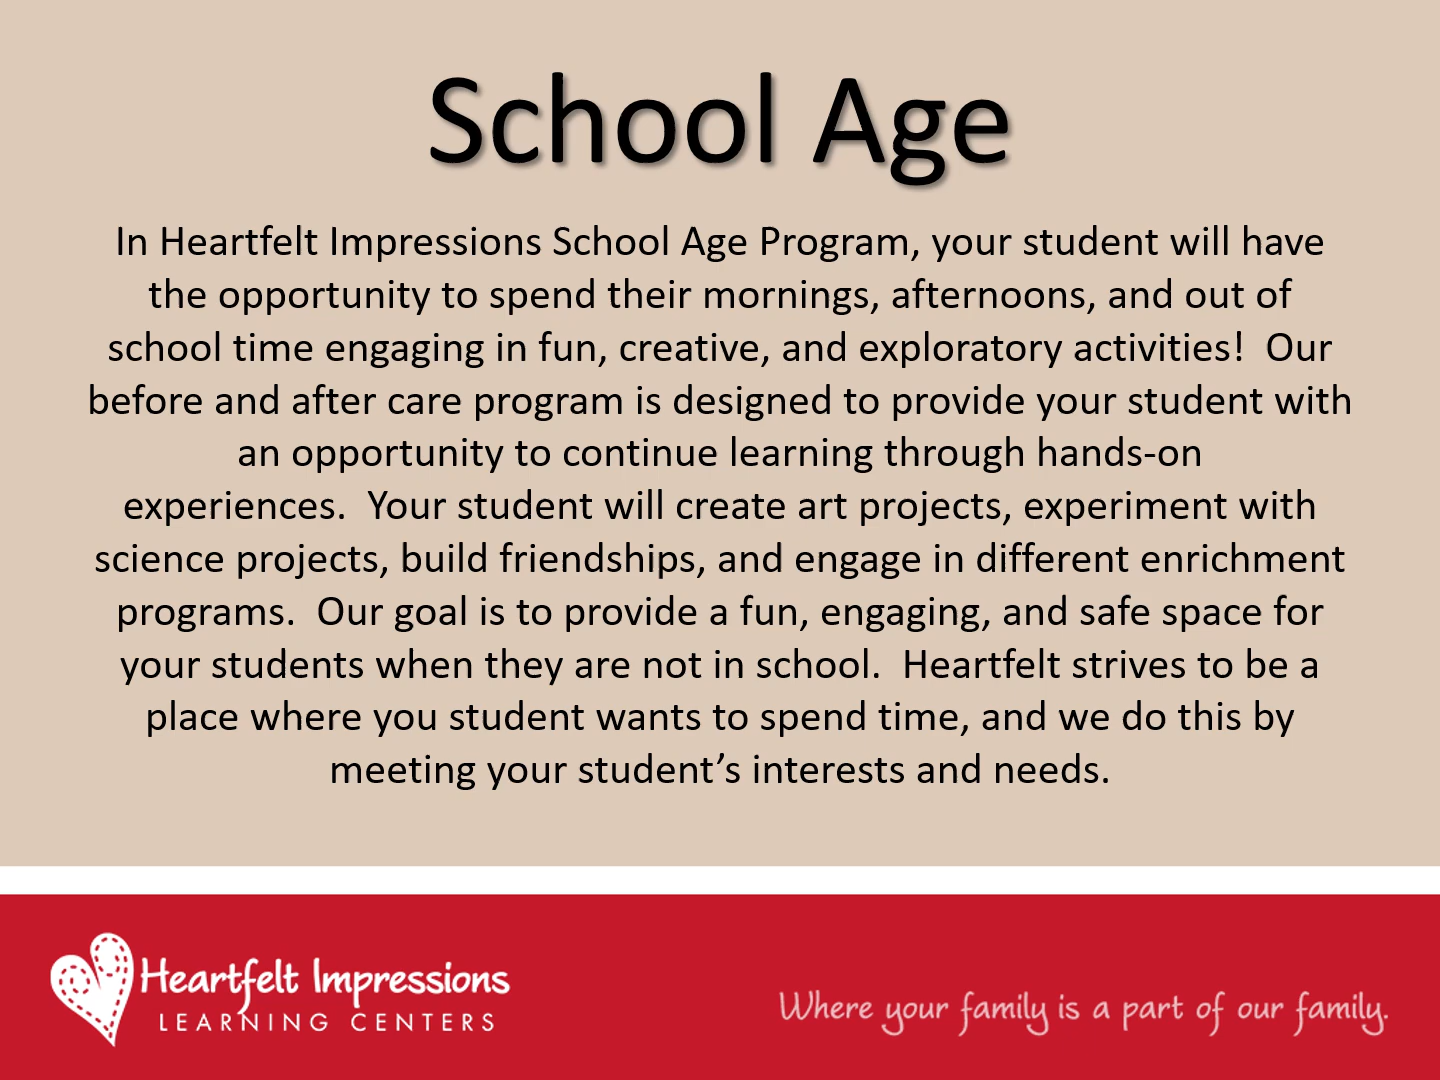 School Age
In Heartfelt Impressions School Age Program, your student will have
the opportunity to spend their mornings, afternoons, and out of
school time engaging in fun, creative, and exploratory activities!  Our
before and after care program is designed to provide your student with
an opportunity to continue learning through hands-on
experiences.  Your student will create art projects, experiment with
science projects, build friendships, and engage in different enrichment
programs.  Our goal is to provide a fun, engaging, and safe space for
your students when they are not in school.  Heartfelt strives to be a
place where you student wants to spend time, and we do this by
meeting your student’s interests and needs.
Heartfelt Impressions
LEARNING CENTERS
Where your family is a part of our family.